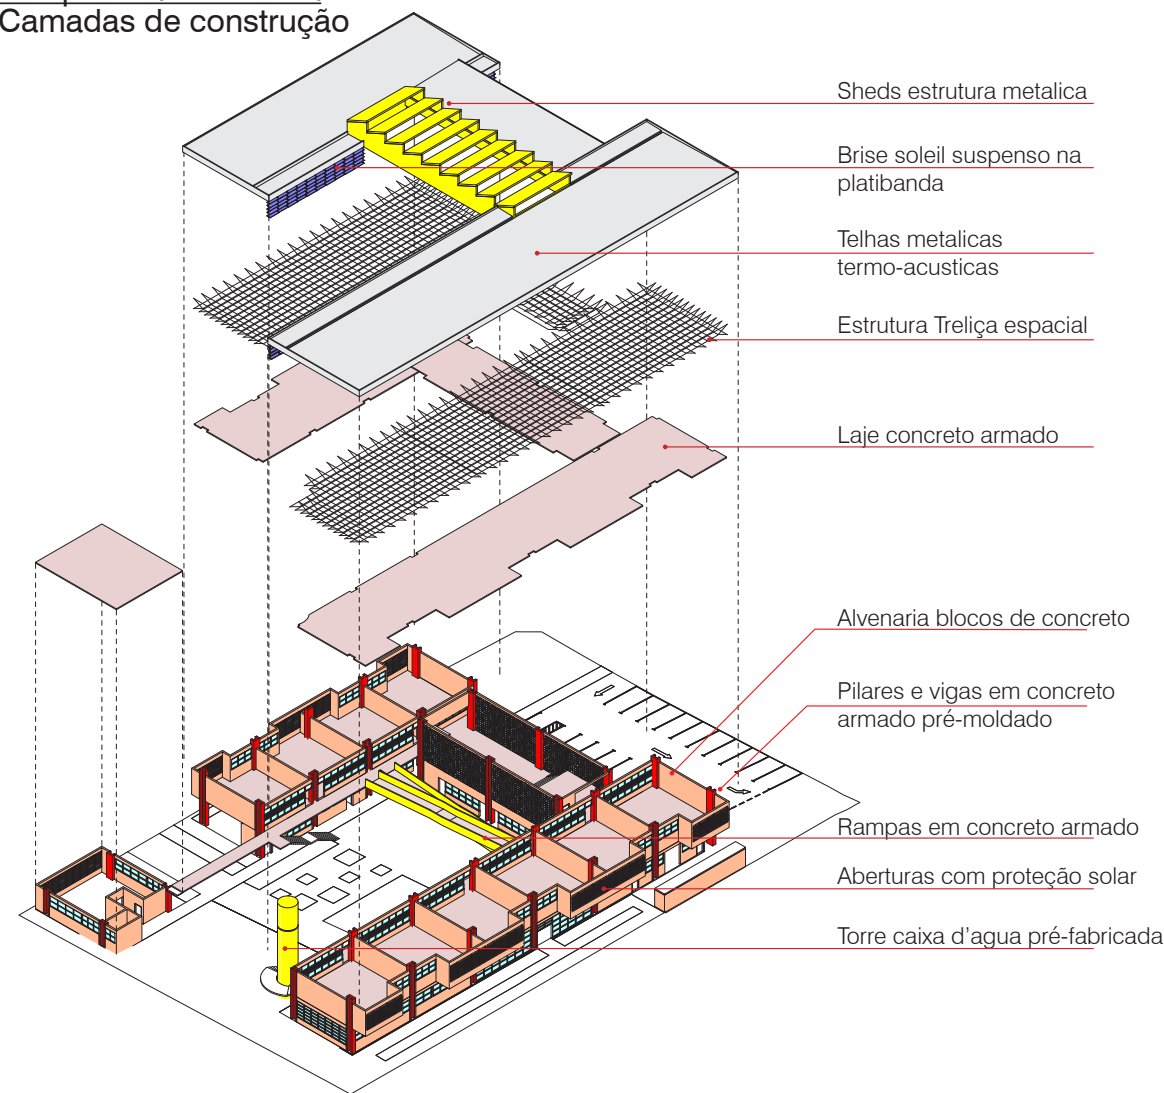 Camadas de construção
Sheds estrutura metalica
Brise soleil suspenso na
platibanda
Telhas metalicas
termo-acusticas
Estrutura Treliça espacial
Laje concreto armado
Alvenaria blocos de concreto
Pilares e vigas em concreto
armado pré-moldado
Rampas em concreto armado
Aberturas com proteção solar
Torre caixa d'agua pré-fabricada